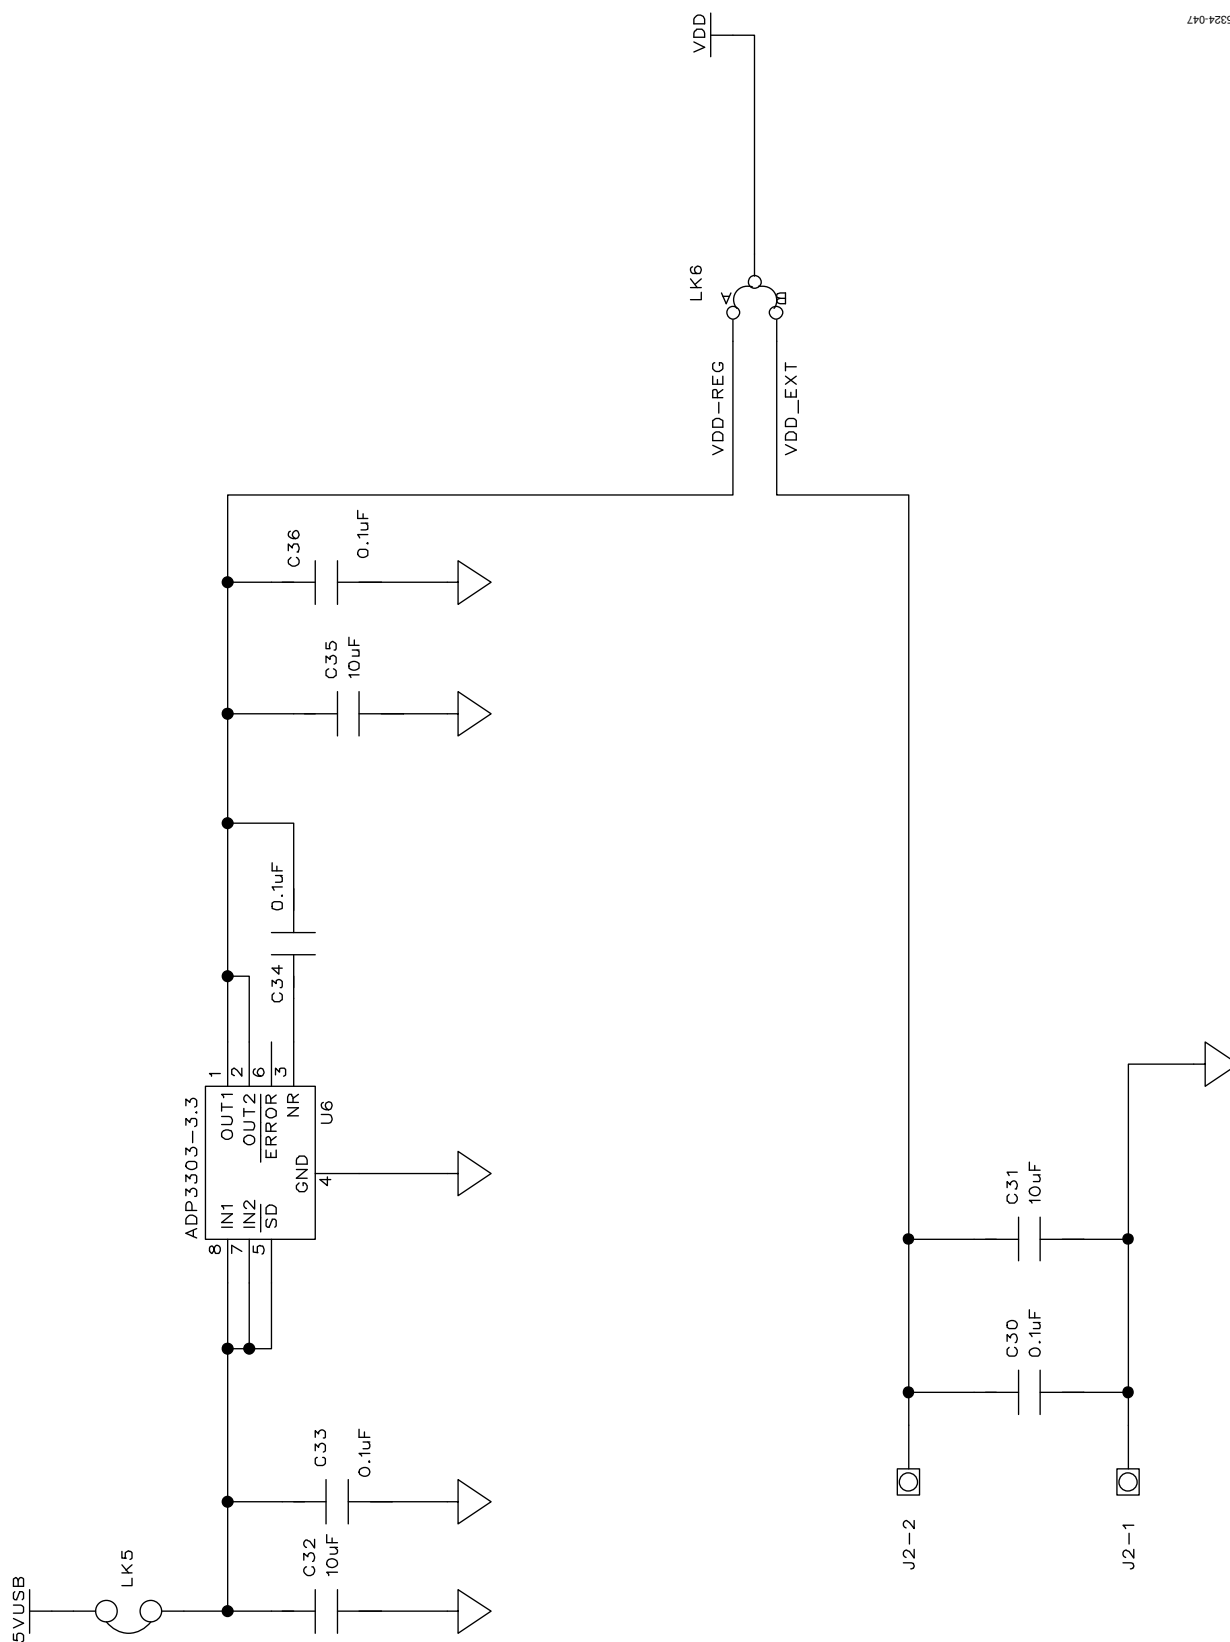 5VUSB
LK5
C32
10uF
C33
0.1uF
ADP3303-3.3
8
7
5
IN1
IN2
SD
GND
4
OUT1
OUT2
ERROR
NR
U6
1
2
6
3
C34
0.1uF
C35
10uF
C36
0.1uF
VDD-REG
VDD_EXT
LK6
A
B
VDD
J2-2
J2-1
C30
0.1uF
C31
10uF